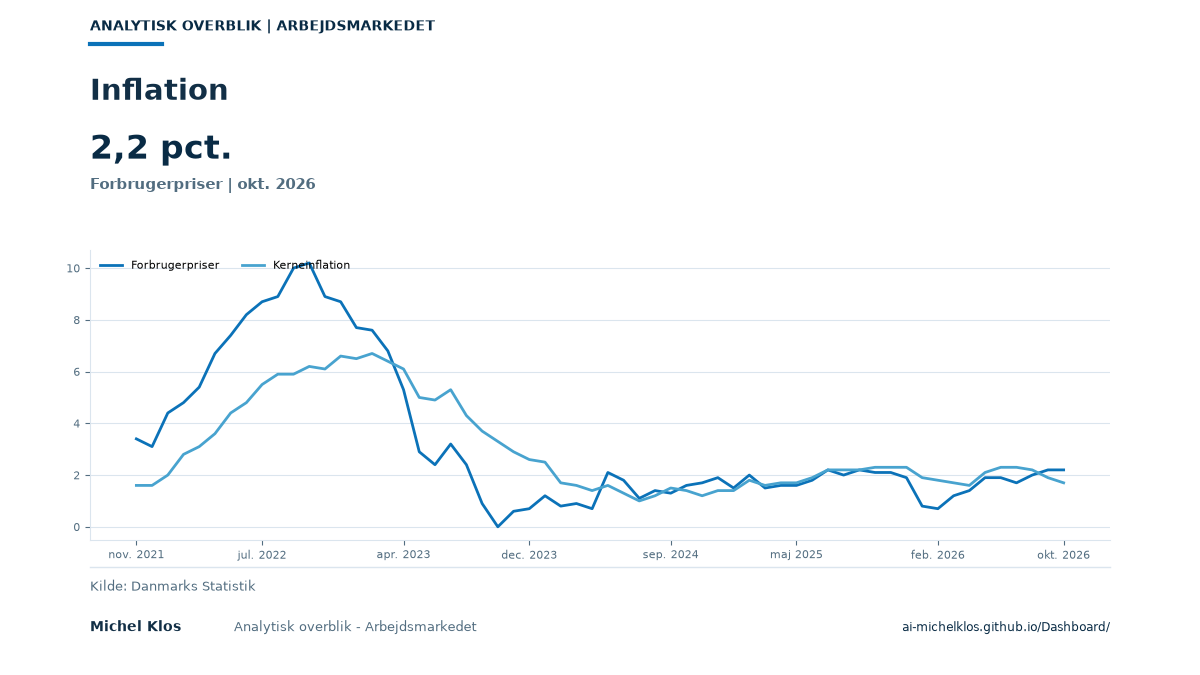 ANALYTISK OVERBLIK | ARBEJDSMARKEDET
Inflation
2,2 pct.
Forbrugerpriser | okt. 2026
Forbrugerpriser
Kerneinflation
10
8
6
4
2
0
nov. 2021
jul. 2022
apr. 2023
dec. 2023
sep. 2024
maj 2025
feb. 2026
okt. 2026
Kilde: Danmarks Statistik
Michel Klos
Analytisk overblik - Arbejdsmarkedet
ai-michelklos.github.io/Dashboard/